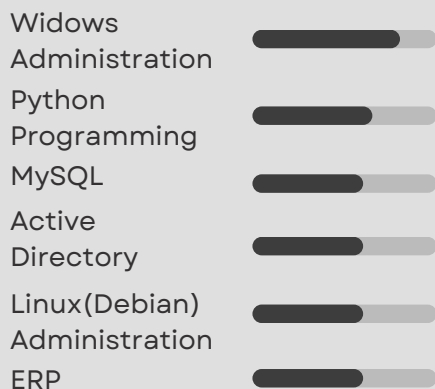 Widows
Administration
Python
Programming
MySQL
Active
Directory
Linux(Debian)
Administration
ERP